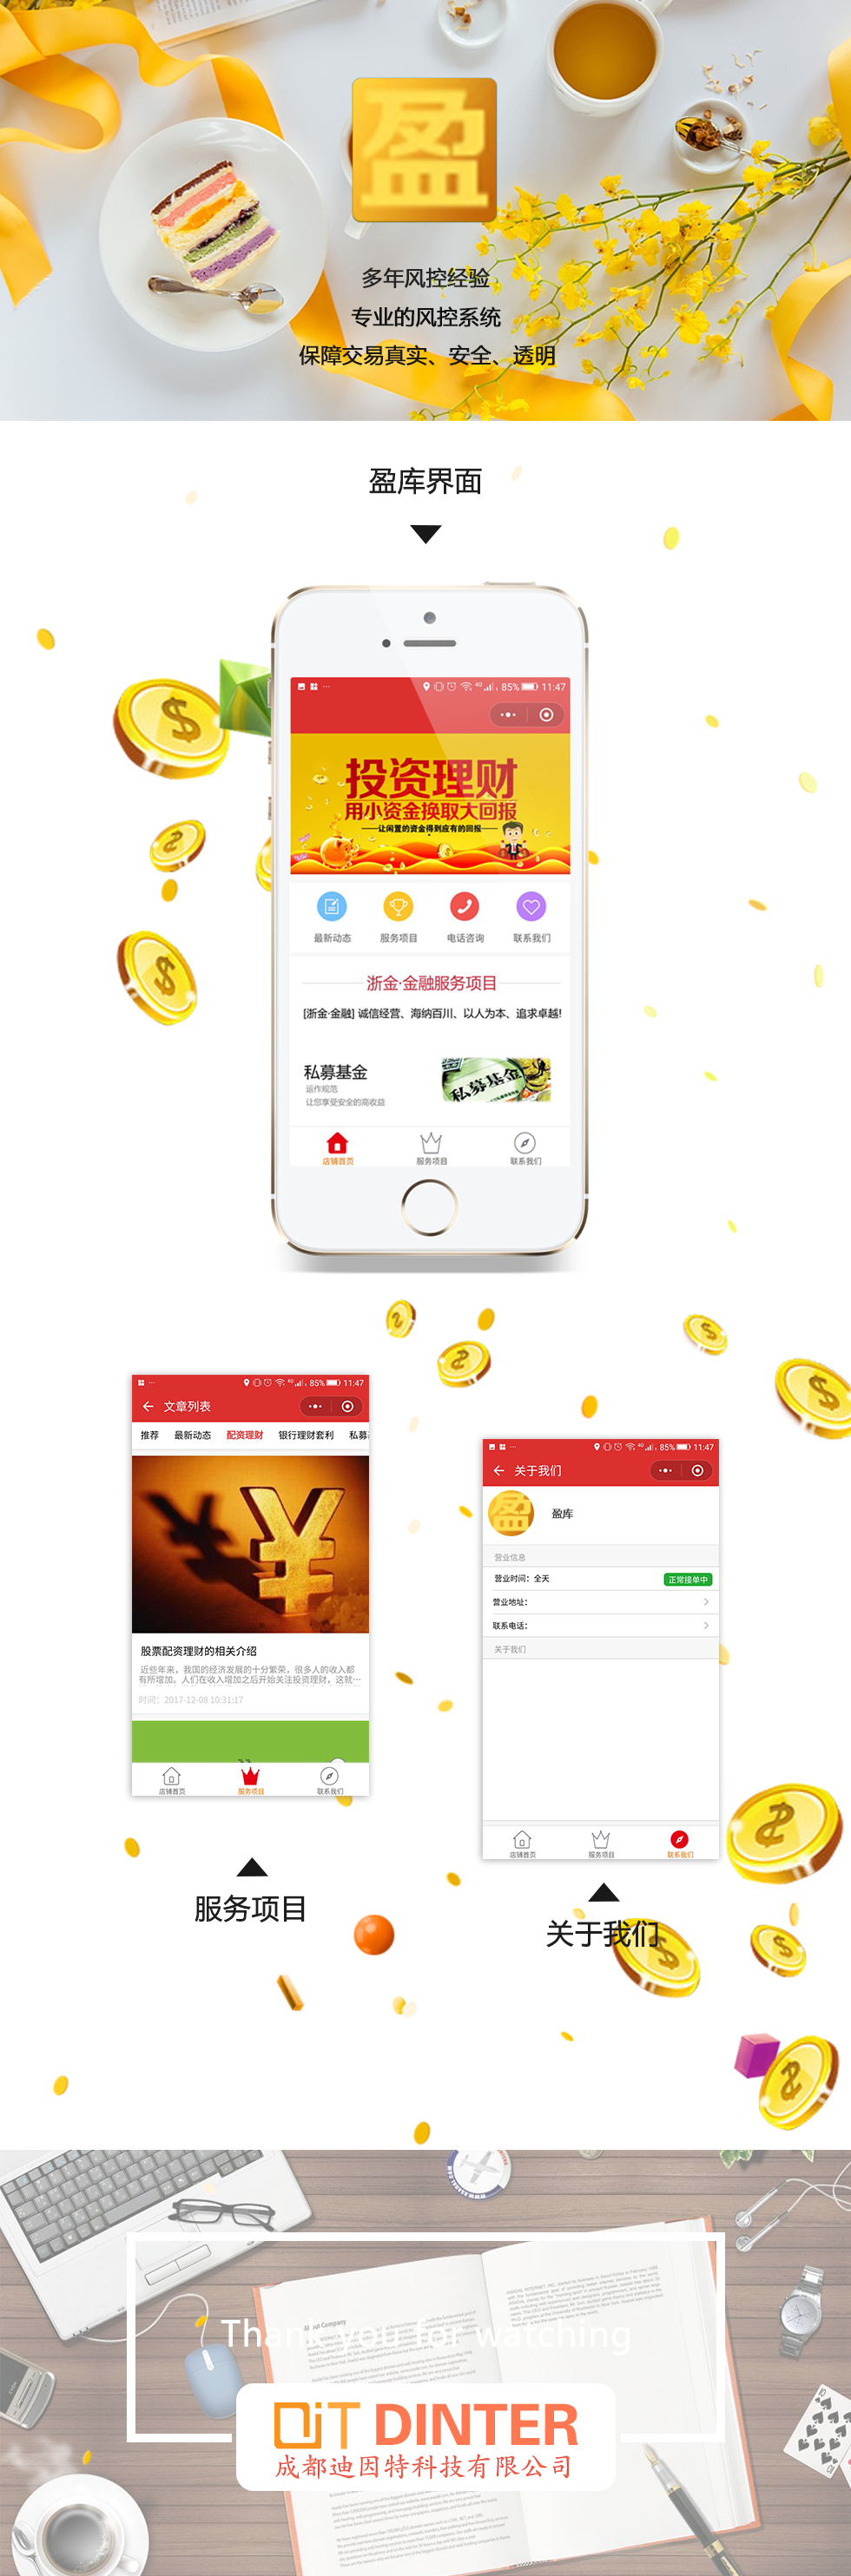 盈
多年风控经验
专业的风控系统
保障交易真实、安全、透明
盈库界面
4G 85% 11:47
投资理财
用小资金换取大回报
——让闲置的资金得到应有的回报——
最新动态 服务项目 电话咨询 联系我们
浙金·金融服务项目
[浙金·金融] 诚信经营、海纳百川、以人为本、追求卓越!
私募基金
运作规范
让您享受安全的高收益
私募基金
店铺首页 服务项目 联系我们
4G 85% 11:47
文章列表
推荐 最新动态 配资理财 银行理财套利 私募
股票配资理财的相关介绍
近些年来，我国的经济发展的十分繁荣，很多人的收入都
有所增加。人们在收入增加之后开始关注投资理财，这就…
时间：2017-12-08 10:31:17
店铺首页 服务项目 联系我们
服务项目
4G 85% 11:47
关于我们
盈 盈库
营业信息
营业时间：全天 正常接单中
营业地址：
联系电话：
关于我们
店铺首页 服务项目 联系我们
关于我们
About Company
Thank you for watching
DIT DINTER
成都迪因特科技有限公司